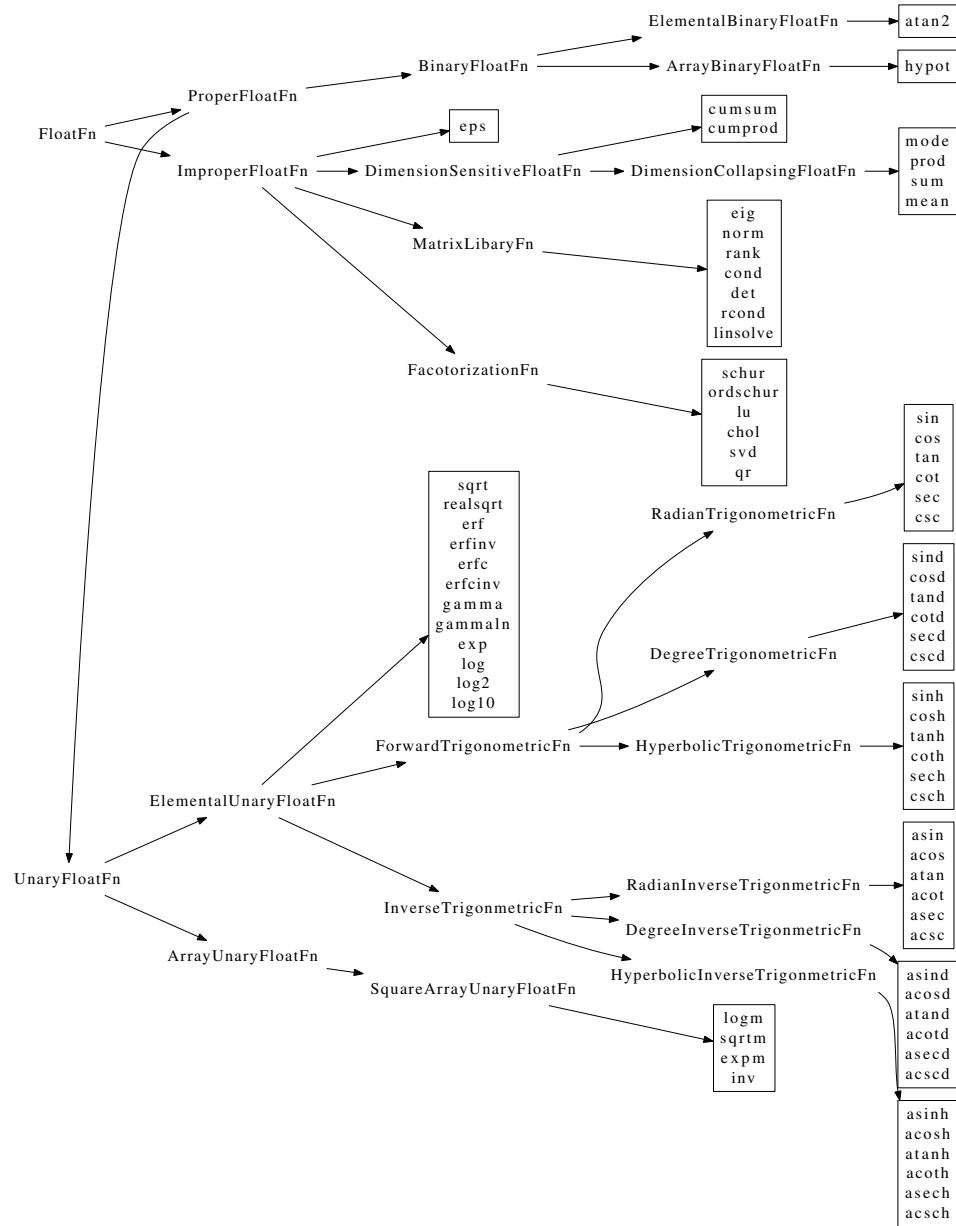 ElementalBinaryFloatFn
atan2
BinaryFloatFn
ArrayBinaryFloatFn
hypot
ProperFloatFn
FloatFn
eps
cumsum
cumprod
ImproperFloatFn
DimensionSensitiveFloatFn
DimensionCollapsingFloatFn
mode
prod
sum
mean
MatrixLibaryFn
eig
norm
rank
cond
det
rcond
linsolve
FacotorizationFn
schur
ordschur
lu
chol
svd
qr
sin
cos
tan
cot
sec
csc
RadianTrigonometricFn
sqrt
realsqrt
erf
erfinv
erfc
erfcinv
gamma
gammaln
exp
log
log2
log10
sind
cosd
tand
cotd
secd
cscd
DegreeTrigonometricFn
ForwardTrigonometricFn
HyperbolicTrigonometricFn
sinh
cosh
tanh
coth
sech
csch
ElementalUnaryFloatFn
UnaryFloatFn
InverseTrigonmetricFn
RadianInverseTrigonmetricFn
asin
acos
atan
acot
asec
acsc
DegreeInverseTrigonmetricFn
ArrayUnaryFloatFn
HyperbolicInverseTrigonmetricFn
SquareArrayUnaryFloatFn
asind
acosd
atand
acotd
asecd
acscd
logm
sqrtm
expm
inv
asinh
acosh
atanh
acoth
asech
acsch